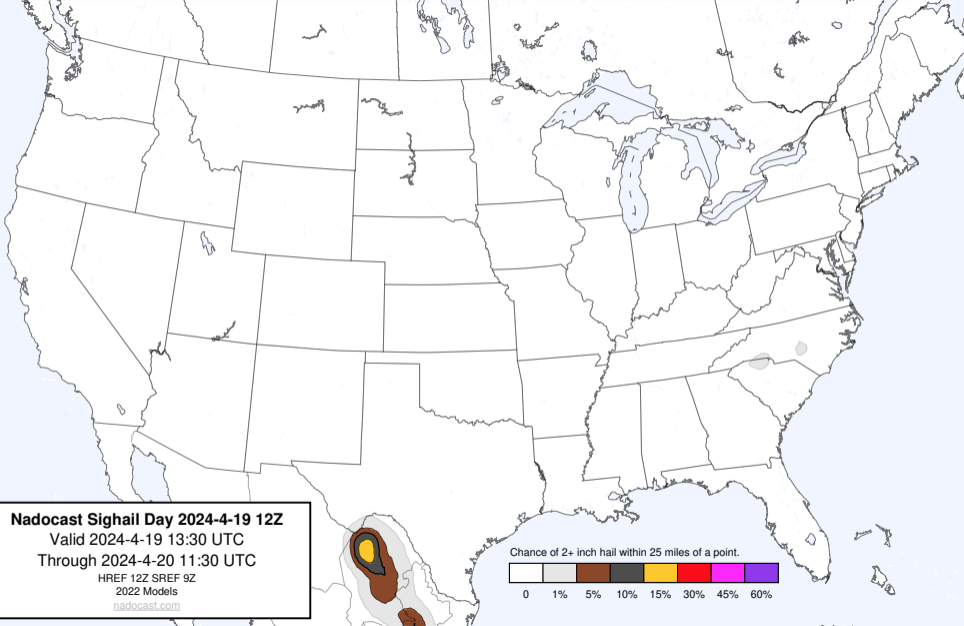 Nadocast Sighail Day 2024-4-19 12Z
Valid 2024-4-19 13:30 UTC
Through 2024-4-20 11:30 UTC
HREF 12Z SREF 9Z
2022 Models
nadocast.com
Chance of 2+ inch hail within 25 miles of a point.
0 1% 5% 10% 15% 30% 45% 60%